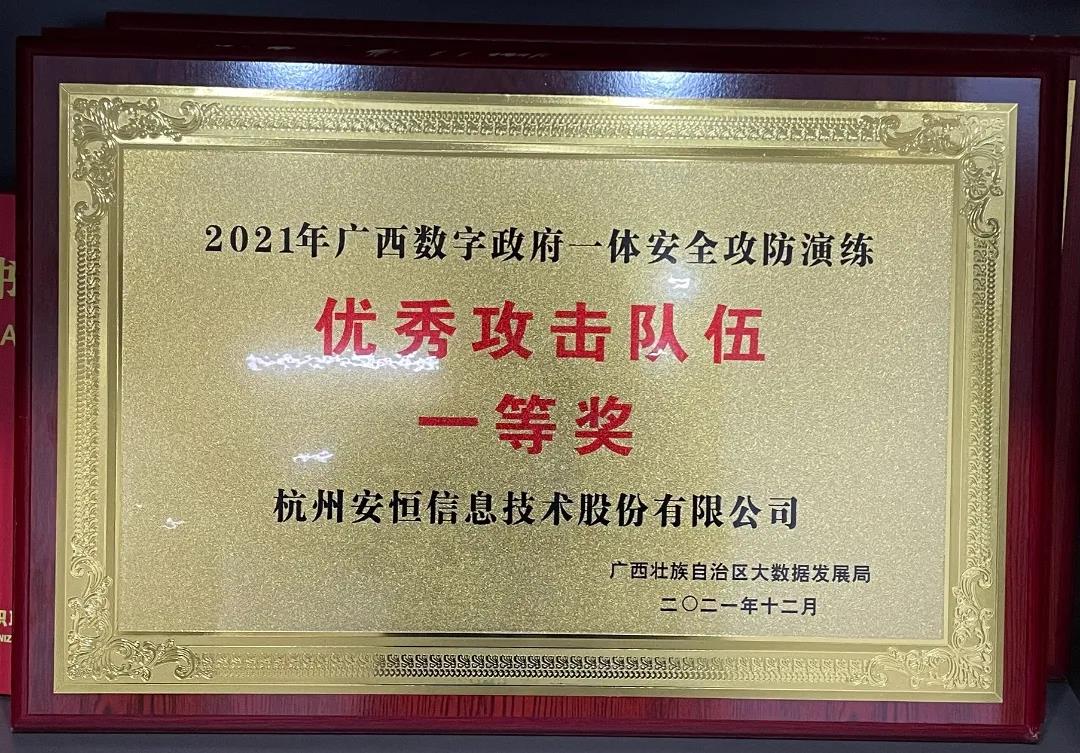 2021年广西数字政府一体安全攻防演练
优秀攻击队伍
一等奖
杭州安恒信息技术股份有限公司
广西壮族自治区大数据发展局
二〇二一年十二月